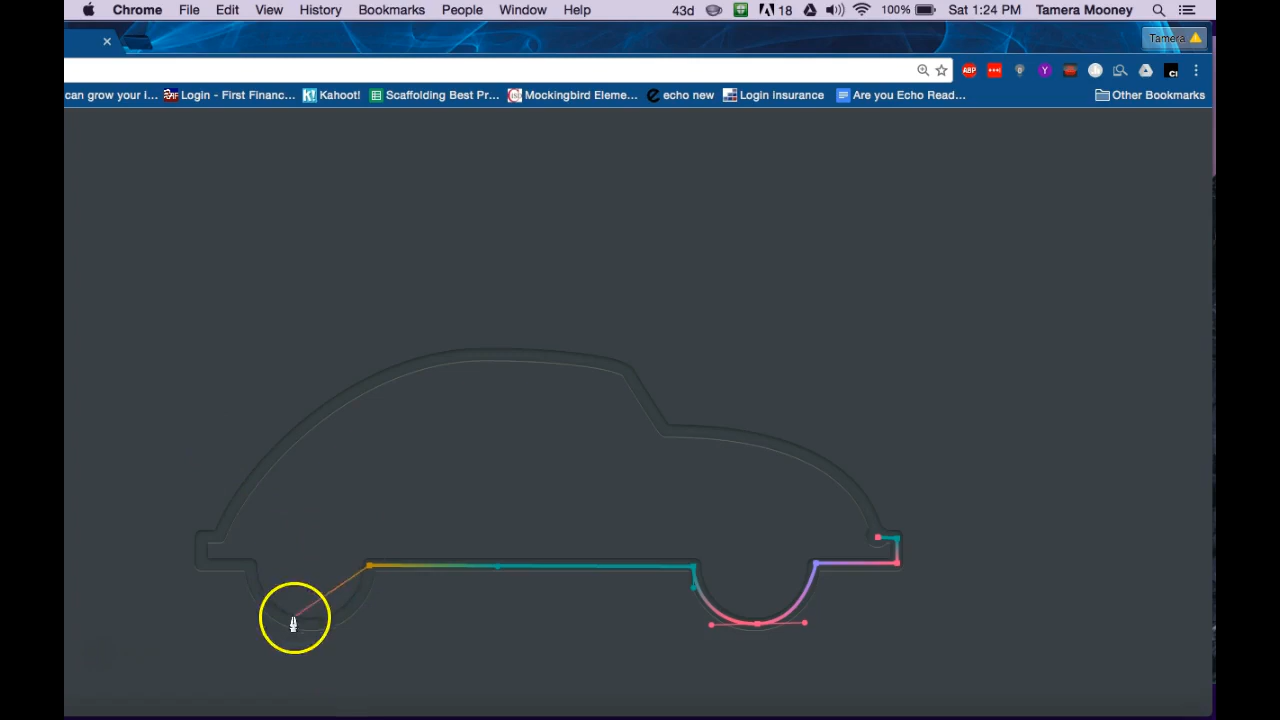 Chrome File Edit View History Bookmarks People Window Help 43d 18 100% Sat 1:24 PM Tamera Mooney
Tamera
ABP Y CI
can grow your i... Login - First Financ... Kahoot! Scaffolding Best Pr... Mockingbird Eleme... echo new Login insurance Are you Echo Read... Other Bookmarks